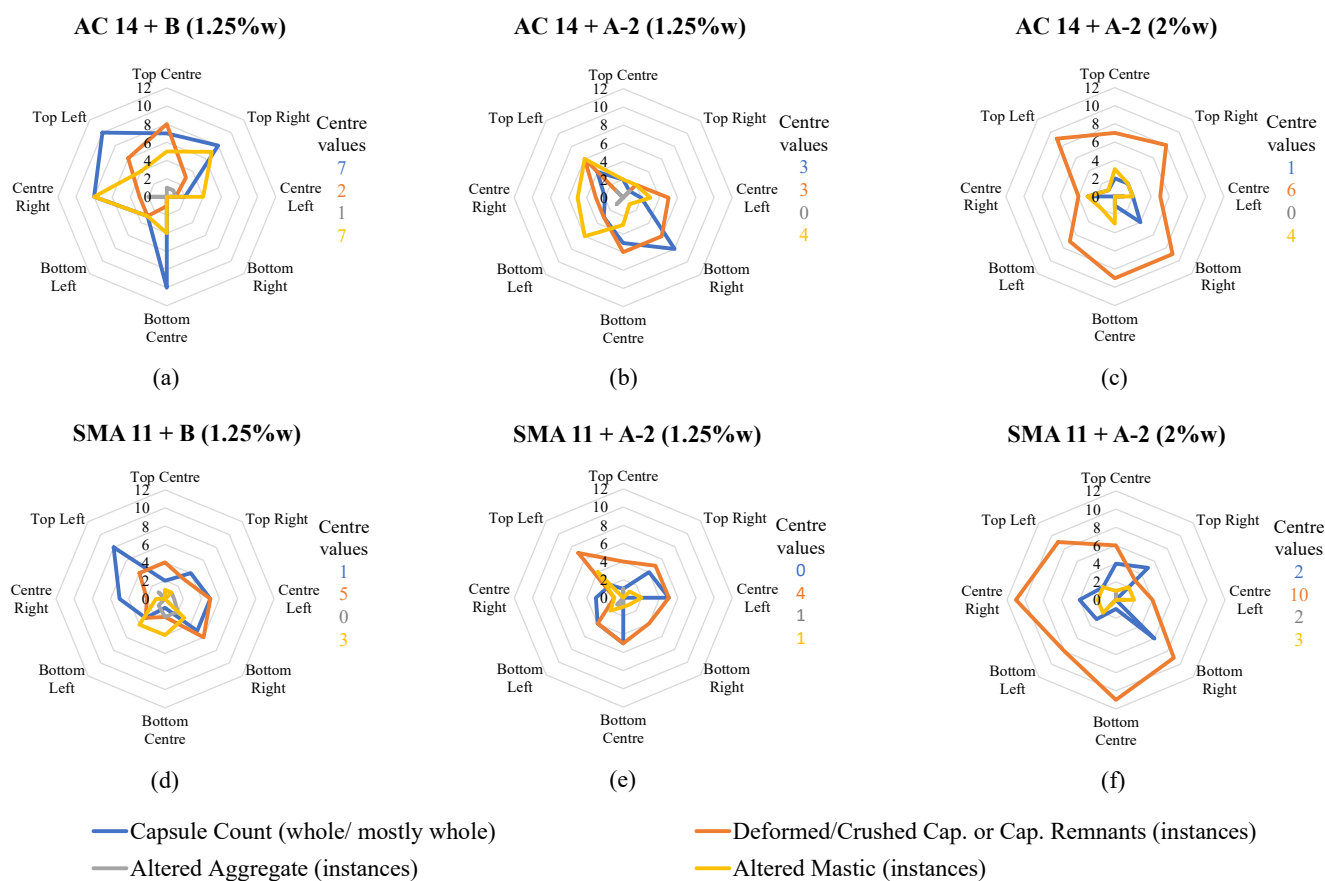 AC 14 + B (1.25%w)
Top Centre
12
10
8
6
4
2
0
Top Left
Top Right
Centre
Right
Centre
Left
Bottom
Left
Bottom
Right
Bottom
Centre
Centre
values
7
2
1
7
(a)
AC 14 + A-2 (1.25%w)
Top Centre
12
10
8
6
4
2
0
Top Left
Top Right
Centre
Right
Centre
Left
Bottom
Left
Bottom
Right
Bottom
Centre
Centre
values
3
3
0
4
(b)
AC 14 + A-2 (2%w)
Top Centre
12
10
8
6
4
2
0
Top Left
Top Right
Centre
Right
Centre
Left
Bottom
Left
Bottom
Right
Bottom
Centre
Centre
values
1
6
0
4
(c)
SMA 11 + B (1.25%w)
Top Centre
12
10
8
6
4
2
0
Top Left
Top Right
Centre
Right
Centre
Left
Bottom
Left
Bottom
Right
Bottom
Centre
Centre
values
1
5
0
3
(d)
SMA 11 + A-2 (1.25%w)
Top Centre
12
10
8
6
4
2
0
Top Left
Top Right
Centre
Right
Centre
Left
Bottom
Left
Bottom
Right
Bottom
Centre
Centre
values
0
4
1
1
(e)
SMA 11 + A-2 (2%w)
Top Centre
12
10
8
6
4
2
0
Top Left
Top Right
Centre
Right
Centre
Left
Bottom
Left
Bottom
Right
Bottom
Centre
Centre
values
2
10
2
3
(f)
Capsule Count (whole/ mostly whole)
Deformed/Crushed Cap. or Cap. Remnants (instances)
Altered Aggregate (instances)
Altered Mastic (instances)